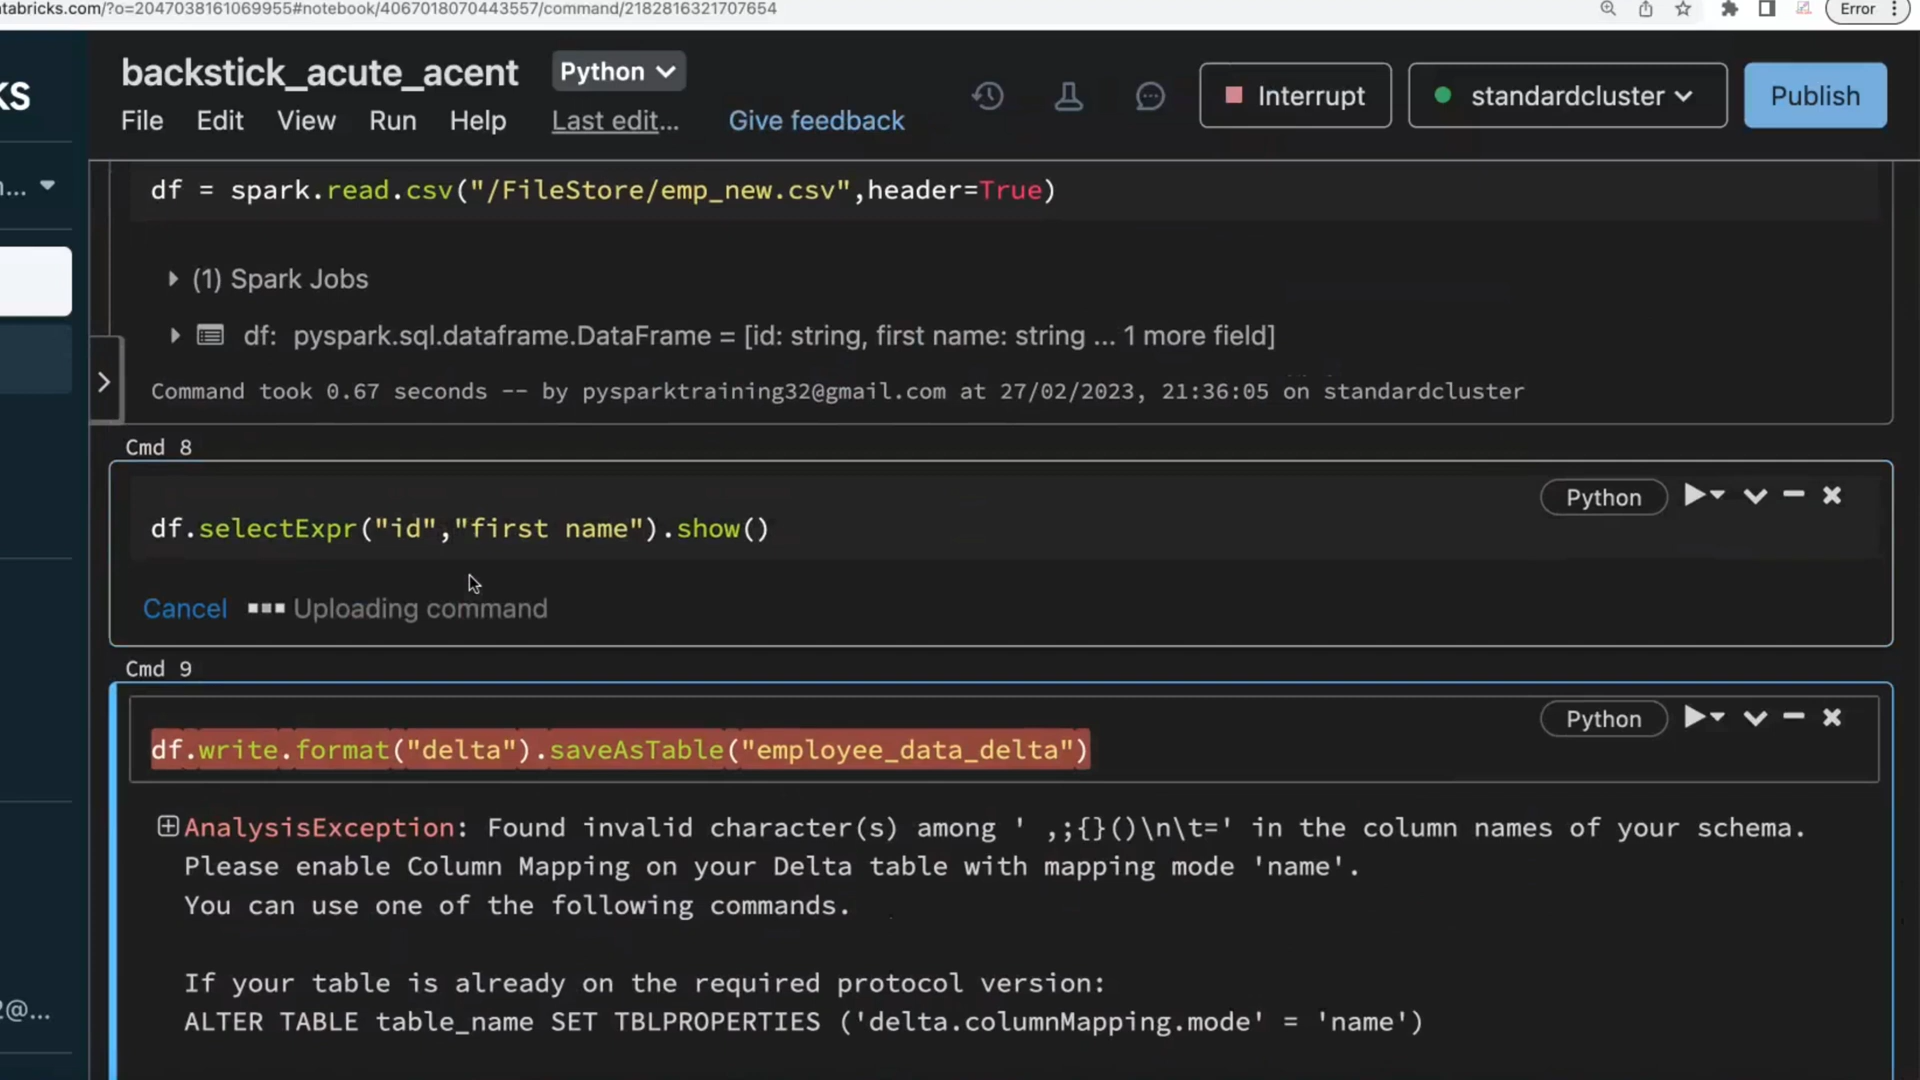 tabricks.com/?o=2047038161069955#notebook/4067018070443557/command/2182816321707654
Error
KS
backstick_acute_acent
Python
File Edit View Run Help Last edit... Give feedback
Interrupt
standardcluster
Publish
n...
df = spark.read.csv("/FileStore/emp_new.csv",header=True)
(1) Spark Jobs
df: pyspark.sql.dataframe.DataFrame = [id: string, first name: string ... 1 more field]
Command took 0.67 seconds -- by pysparktraining32@gmail.com at 27/02/2023, 21:36:05 on standardcluster
Cmd 8
Python
df.selectExpr("id","first name").show()
Cancel Uploading command
Cmd 9
Python
df.write.format("delta").saveAsTable("employee_data_delta")
AnalysisException: Found invalid character(s) among ' ,;{}()\n\t=' in the column names of your schema.
Please enable Column Mapping on your Delta table with mapping mode 'name'.
You can use one of the following commands.
If your table is already on the required protocol version:
2@...
ALTER TABLE table_name SET TBLPROPERTIES ('delta.columnMapping.mode' = 'name')